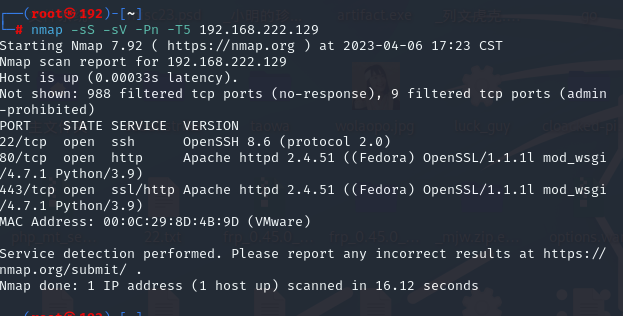 ┌──(root㉿192)-[~]
└─# nmap -sS -sV -Pn -T5 192.168.222.129
Starting Nmap 7.92 ( https://nmap.org ) at 2023-04-06 17:23 CST
Nmap scan report for 192.168.222.129
Host is up (0.00033s latency).
Not shown: 988 filtered tcp ports (no-response), 9 filtered tcp ports (admin
-prohibited)
PORT    STATE SERVICE  VERSION
22/tcp  open  ssh      OpenSSH 8.6 (protocol 2.0)
80/tcp  open  http     Apache httpd 2.4.51 ((Fedora) OpenSSL/1.1.1l mod_wsgi
/4.7.1 Python/3.9)
443/tcp open  ssl/http Apache httpd 2.4.51 ((Fedora) OpenSSL/1.1.1l mod_wsgi
/4.7.1 Python/3.9)
MAC Address: 00:0C:29:8D:4B:9D (VMware)

Service detection performed. Please report any incorrect results at https://
nmap.org/submit/ .
Nmap done: 1 IP address (1 host up) scanned in 16.12 seconds